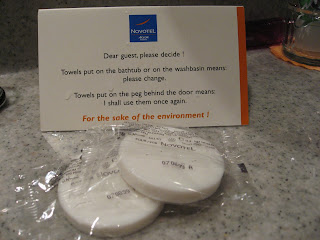 NOVOTEL
Dear guest, please decide !
Towels put on the bathtub or on the washbasin means:
please change.
Towels put on the peg behind the door means:
I shall use them once again.
For the sake of the environment !
NOVOTEL